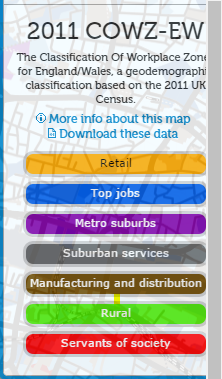 2011 COWZ-EW
The Classification Of Workplace Zone
for England/Wales, a geodemographi
classification based on the 2011 UK
Census.
More info about this map
Download these data
Retail
Top jobs
Metro suburbs
Suburban services
Manufacturing and distribution
Rural
Servants of society